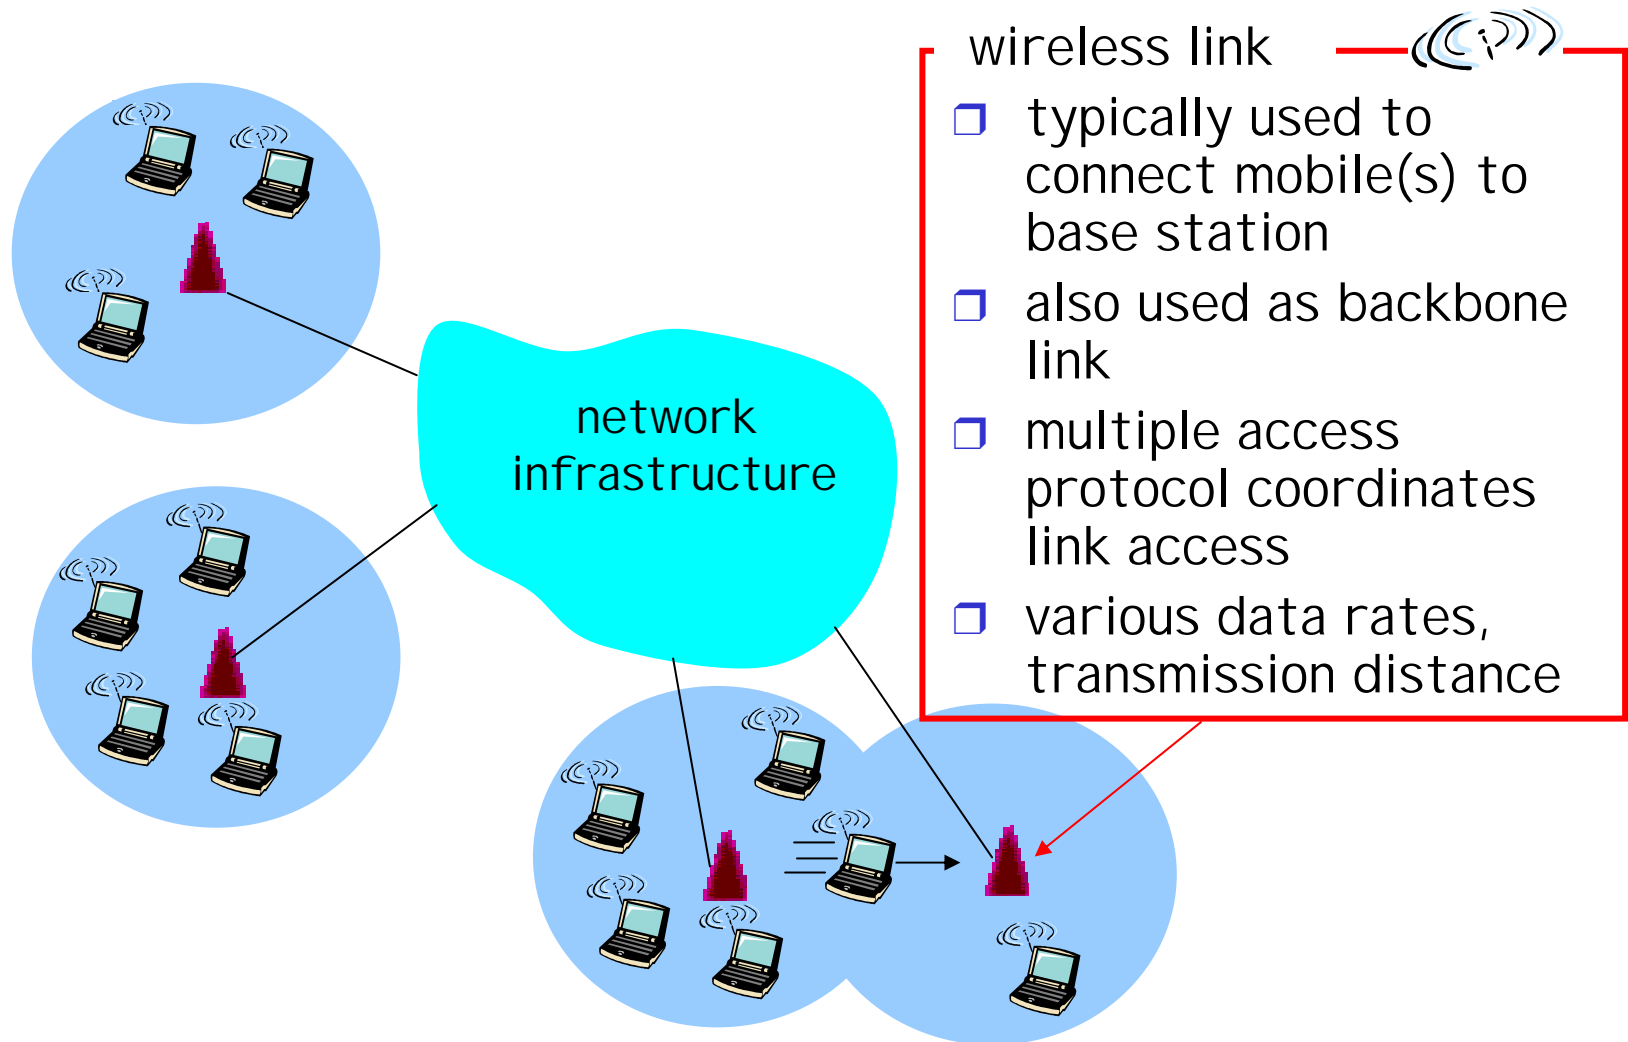 wireless link
❒ typically used to
connect mobile(s) to
base station
❒ also used as backbone
link
❒ multiple access
protocol coordinates
link access
❒ various data rates,
transmission distance
network
infrastructure